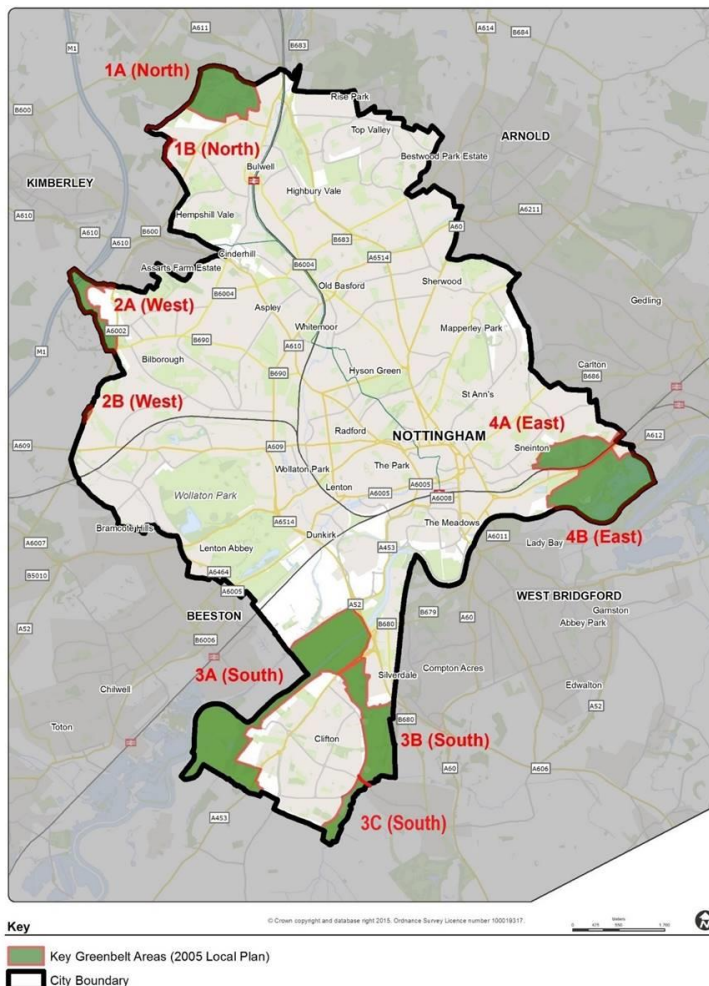 A611
A614
B684
M1
B683
1A (North)
B600
Rise Park
Top Valley
ARNOLD
1B (North)
Bestwood Park Estate
Bulwell
KIMBERLEY
Highbury Vale
A6211
A610
Hempshill Vale
A60
A610
B600
B683
A610
Cinderhill
A6514
Assarts Farm Estate
B6004
Sherwood
Old Basford
B6004
Gedling
2A (West)
Aspley
Whitemoor
Mapperley Park
A6002
B690
A610
M1
Bilborough
Hyson Green
Carlton
B690
B686
St Ann's
2B (West)
4A (East)
Radford
NOTTINGHAM
A612
A609
A609
Sneinton
Wollaton Park
The Park
Lenton
A6005
Wollaton Park
A6005
A6008
A6514
The Meadows
Bramcote Hills
Dunkirk
A6011
4B (East)
A6007
Lenton Abbey
A453
Lady Bay
B5010
A6464
A6005
WEST BRIDGFORD
A52
BEESTON
B679
Gamston
A52
B680
A60
Abbey Park
B6006
3A (South)
Silverdale
Compton Acres
Chilwell
Edwalton
A52
Toton
B680
Clifton
3B (South)
A60
A606
A453
3C (South)
Key
© Crown copyright and database right 2015. Ordnance Survey Licence number 100019317.
Key Greenbelt Areas (2005 Local Plan)
City Boundary